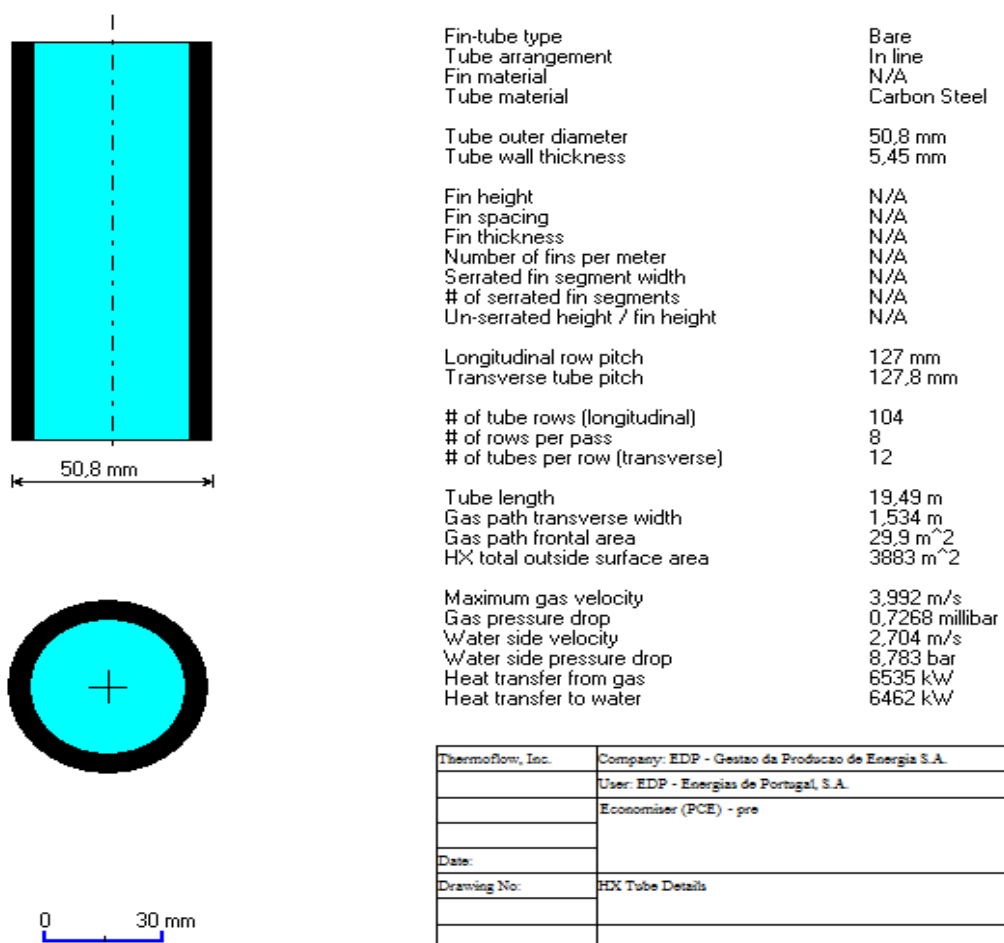 Fin-tube type Bare
Tube arrangement In line
Fin material N/A
Tube material Carbon Steel
Tube outer diameter 50,8 mm
Tube wall thickness 5,45 mm
Fin height N/A
Fin spacing N/A
Fin thickness N/A
Number of fins per meter N/A
Serrated fin segment width N/A
# of serrated fin segments N/A
Un-serrated height / fin height N/A
Longitudinal row pitch 127 mm
Transverse tube pitch 127,8 mm
# of tube rows (longitudinal) 104
# of rows per pass 8
# of tubes per row (transverse) 12
Tube length 19,49 m
Gas path transverse width 1,534 m
Gas path frontal area 29,9 m^2
HX total outside surface area 3883 m^2
Maximum gas velocity 3,992 m/s
Gas pressure drop 0,7268 millibar
Water side velocity 2,704 m/s
Water side pressure drop 8,783 bar
Heat transfer from gas 6535 kW
Heat transfer to water 6462 kW
50,8 mm
0 30 mm
Thermoflow, Inc. Company: EDP - Gestao da Producao de Energia S.A.
User: EDP - Energias de Portugal, S.A.
Economiser (PCE) - pre
Date:
Drawing No: HX Tube Details